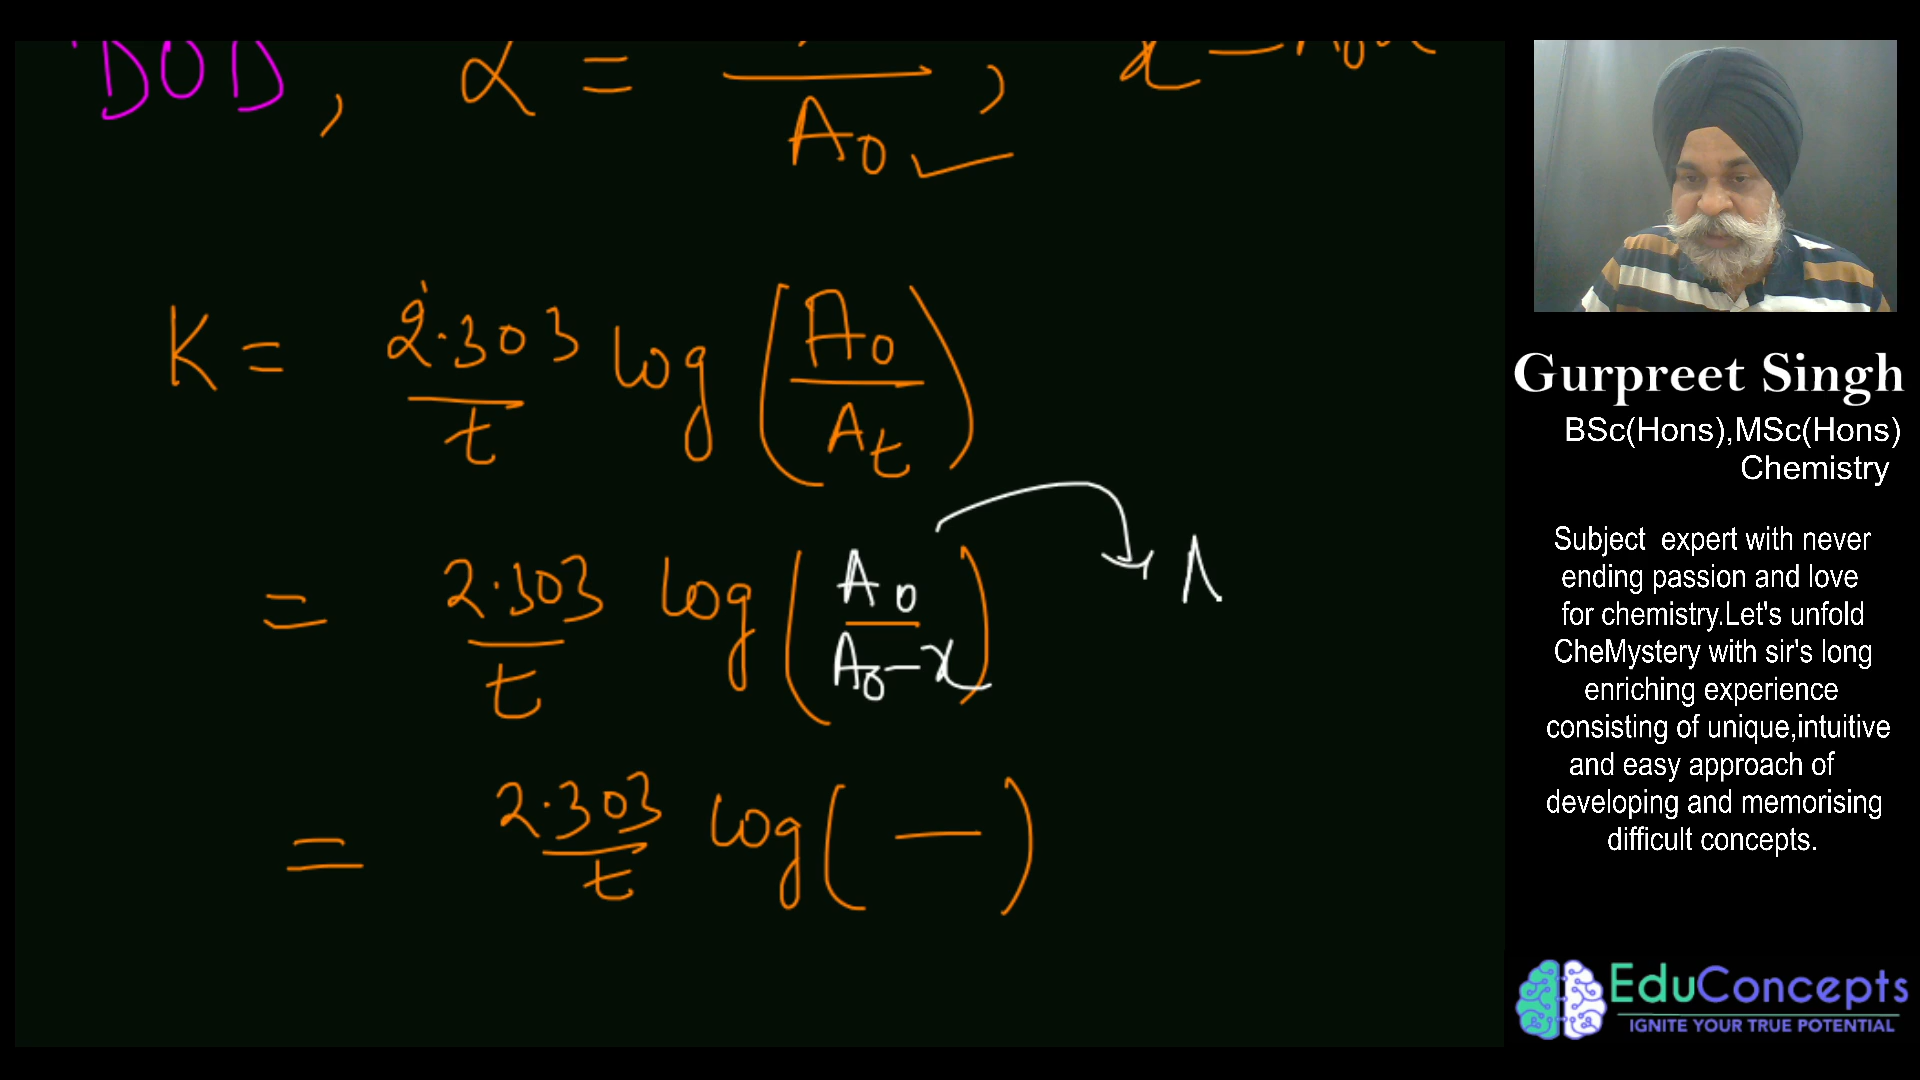 DOD, α = / A₀ ✓, x = A₀α
K = 2.303/t log (A₀/Aₜ)
= 2.303/t log (A₀/A₀-x)
= 2.303/t log ( — )
Gurpreet Singh
BSc(Hons),MSc(Hons)
Chemistry
Subject expert with never
ending passion and love
for chemistry.Let's unfold
CheMystery with sir's long
enriching experience
consisting of unique,intuitive
and easy approach of
developing and memorising
difficult concepts.
EduConcepts
IGNITE YOUR TRUE POTENTIAL